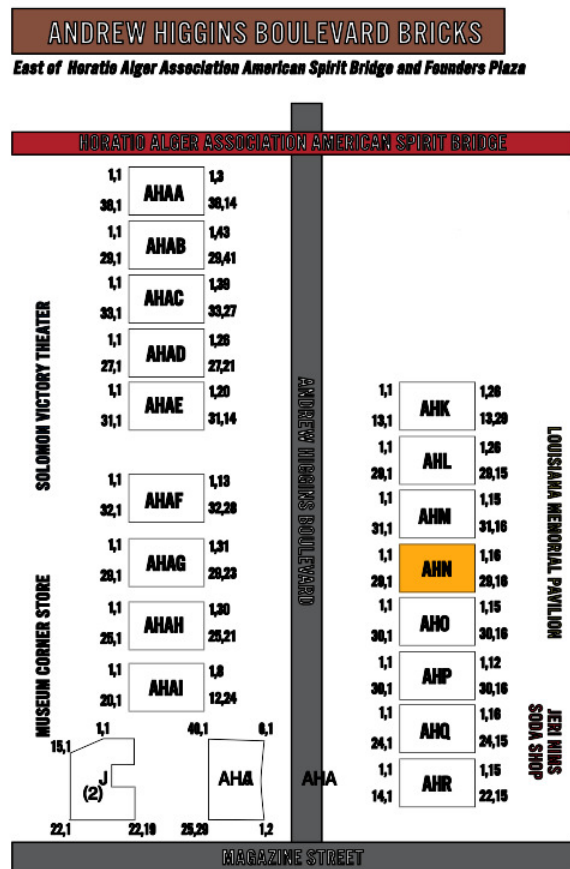 ANDREW HIGGINS BOULEVARD BRICKS
East of Horatio Alger Association American Spirit Bridge and Founders Plaza
HORATIO ALGER ASSOCIATION AMERICAN SPIRIT BRIDGE
1,1 1,3
AHAA
38,1 38,14
1,1 1,43
AHAB
29,1 29,41
1,1 1,39
AHAC
33,1 33,27
1,1 1,26
AHAD
27,1 27,21
1,1 1,20
AHAE
31,1 31,14
1,1 1,13
AHAF
32,1 32,28
1,1 1,31
AHAG
29,1 29,23
1,1 1,30
AHAH
25,1 25,21
1,1 1,8
AHAI
20,1 12,24
SOLOMON VICTORY THEATER
MUSEUM CORNER STORE
1,1
15,1
J
(2)
22,1 22,19
40,1 6,1
25,29 1,2
ANDREW HIGGINS BOULEVARD
AHA
1,1 1,26
AHK
13,1 13,29
1,1 1,26
AHL
29,1 29,15
1,1 1,15
AHM
31,1 31,16
1,1 1,16
AHN
29,1 29,16
1,1 1,15
AHO
30,1 30,16
1,1 1,12
AHP
30,1 30,16
1,1 1,16
AHQ
24,1 24,15
1,1 1,15
AHR
14,1 22,15
LOUISIANA MEMORIAL PAVILION
JERI NIMS
SODA SHOP
MAGAZINE STREET